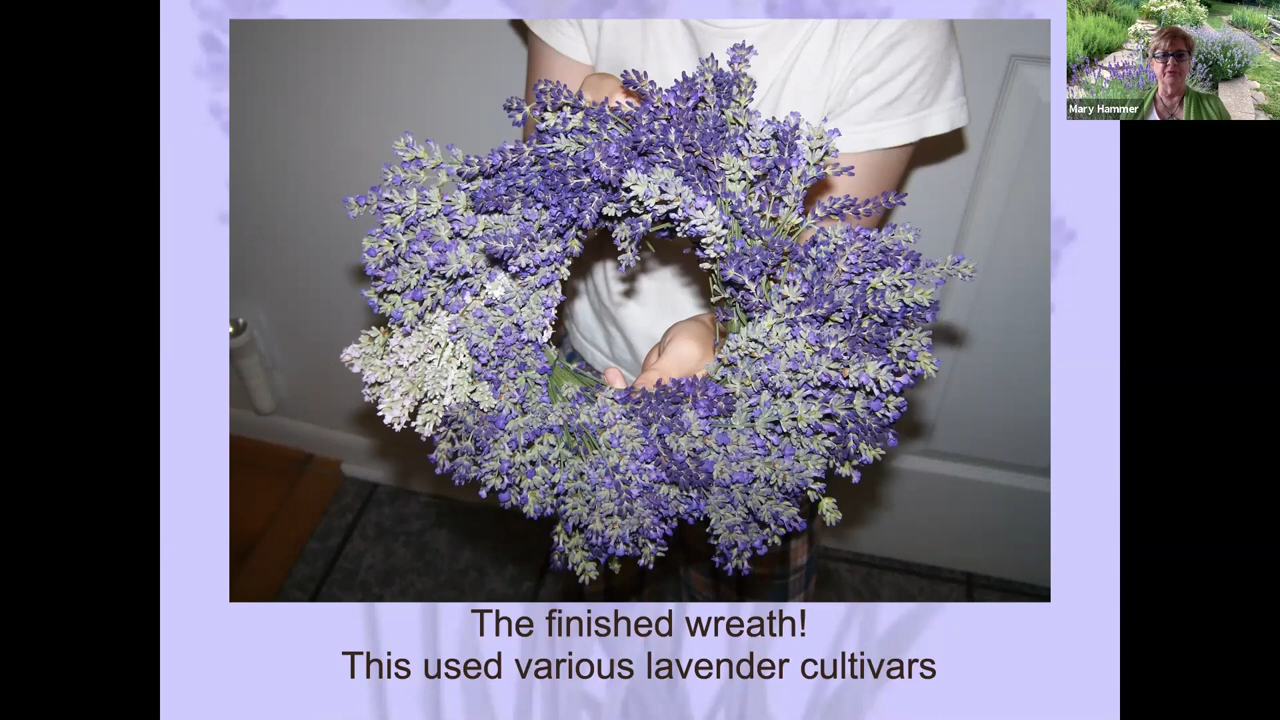 Mary Hammer
The finished wreath!
This used various lavender cultivars